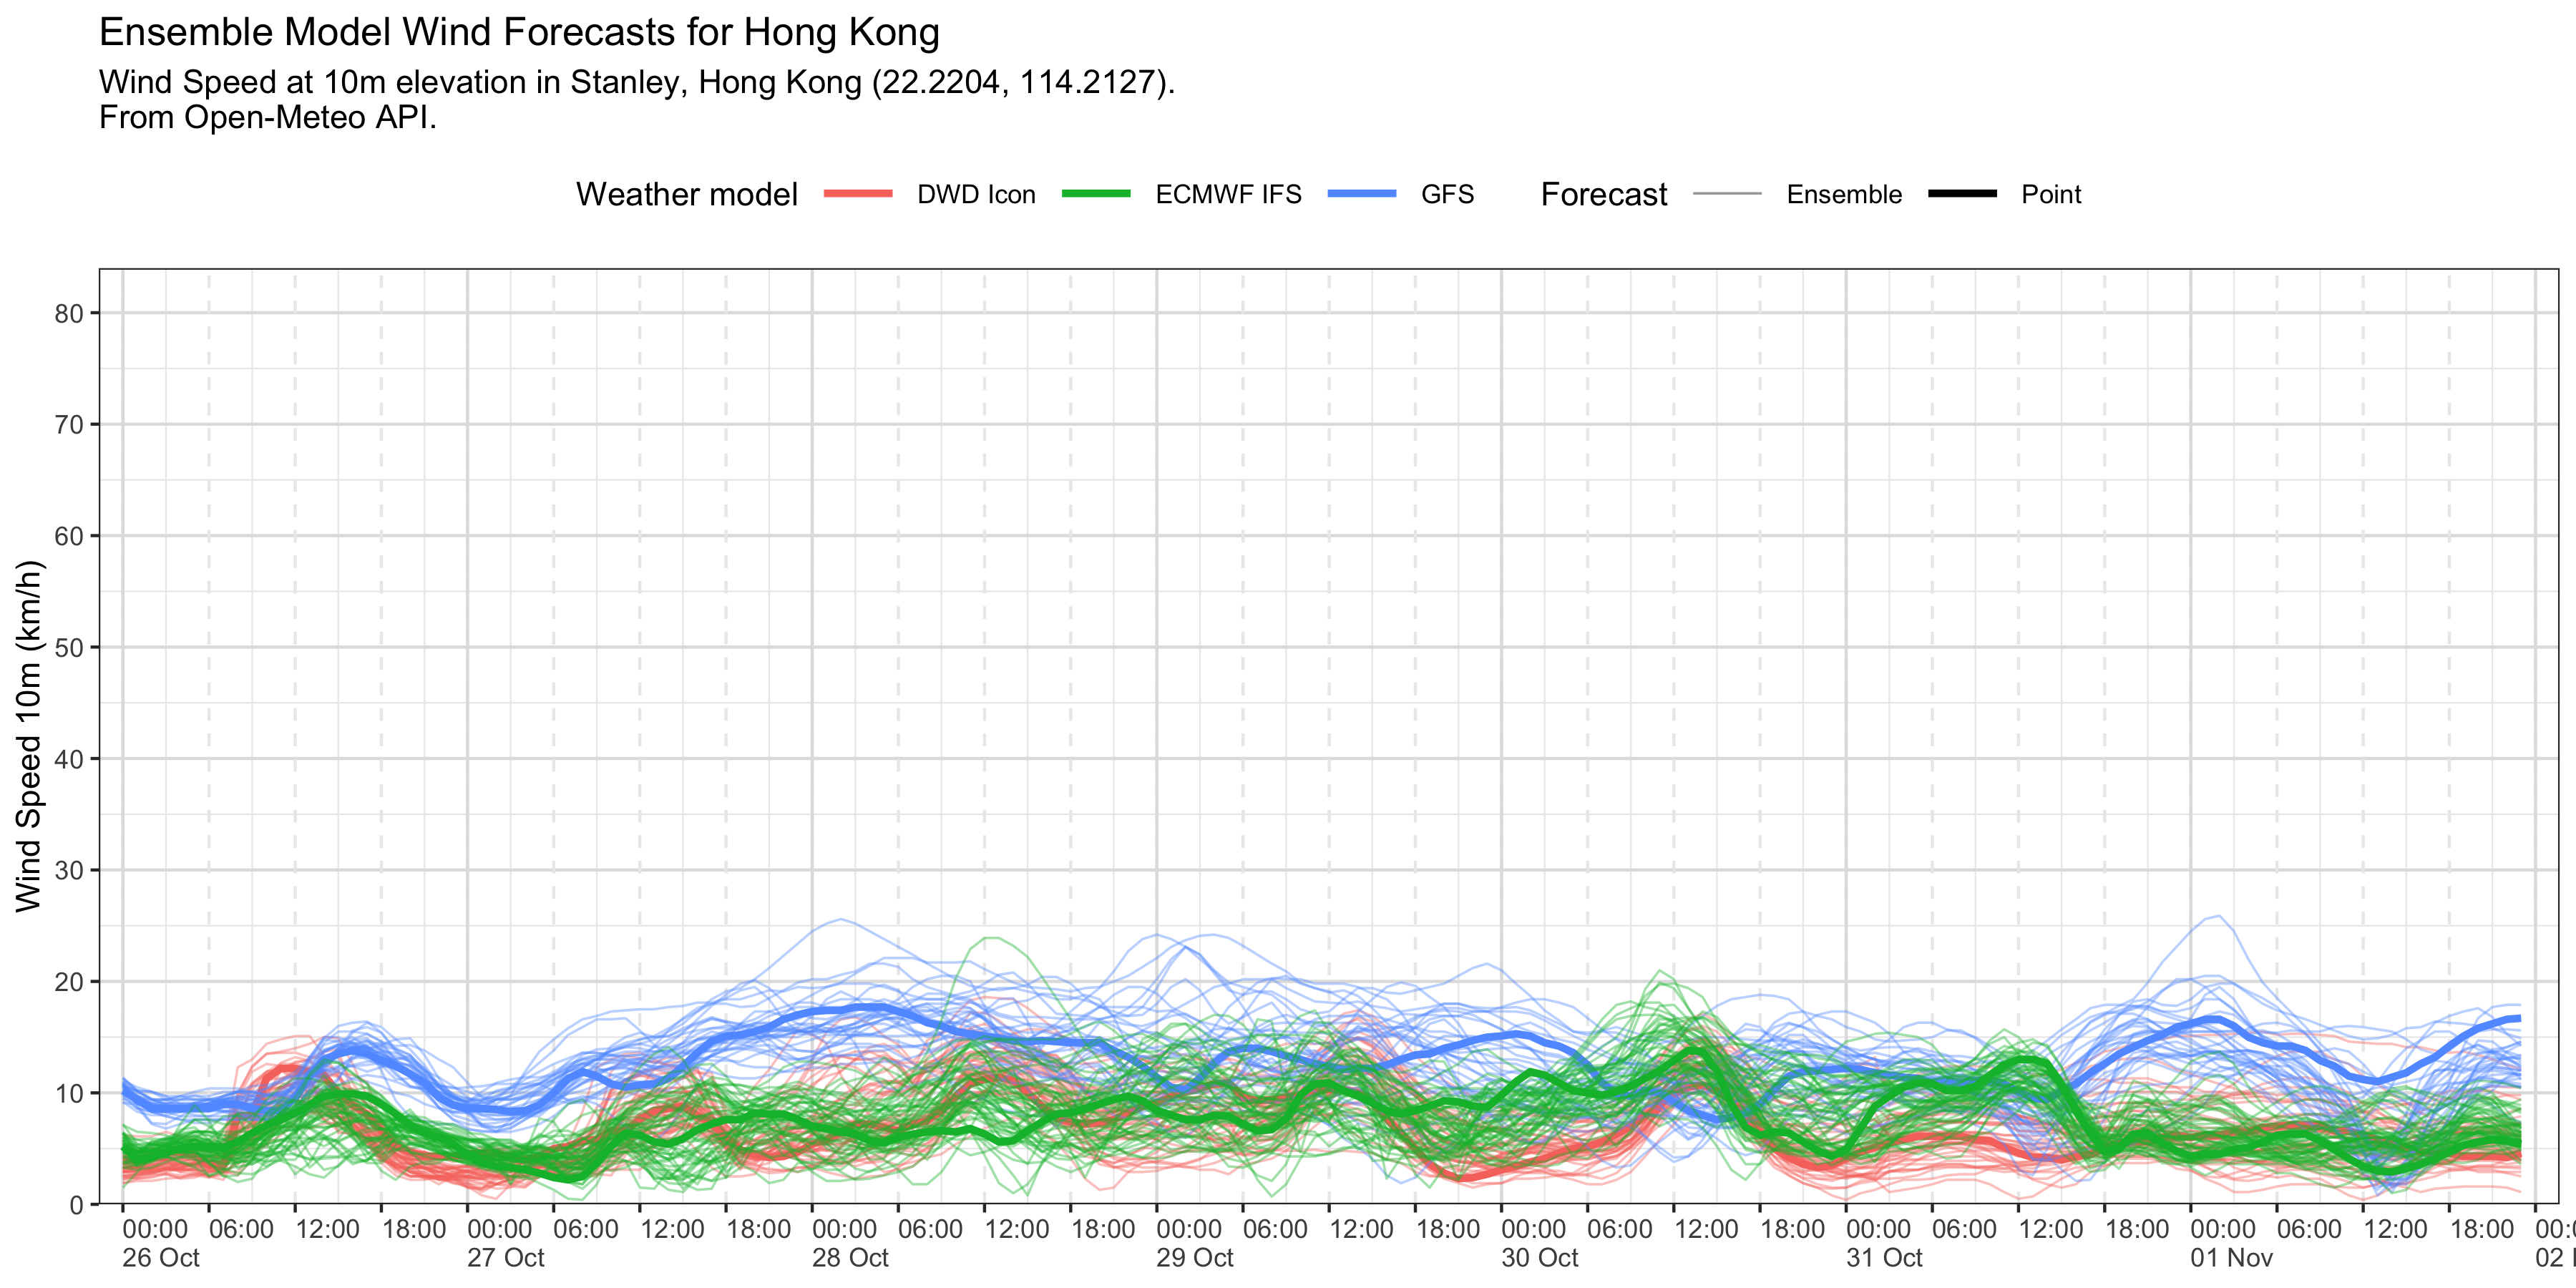 Ensemble Model Wind Forecasts for Hong Kong
Wind Speed at 10m elevation in Stanley, Hong Kong (22.2204, 114.2127).
From Open-Meteo API.
Weather model DWD Icon ECMWF IFS GFS Forecast Ensemble Point
Wind Speed 10m (km/h)
80
70
60
50
40
30
20
10
0
00:00 06:00 12:00 18:00 00:00 06:00 12:00 18:00 00:00 06:00 12:00 18:00 00:00 06:00 12:00 18:00 00:00 06:00 12:00 18:00 00:00 06:00 12:00 18:00 00:00 06:00 12:00 18:00
26 Oct 27 Oct 28 Oct 29 Oct 30 Oct 31 Oct 01 Nov 02